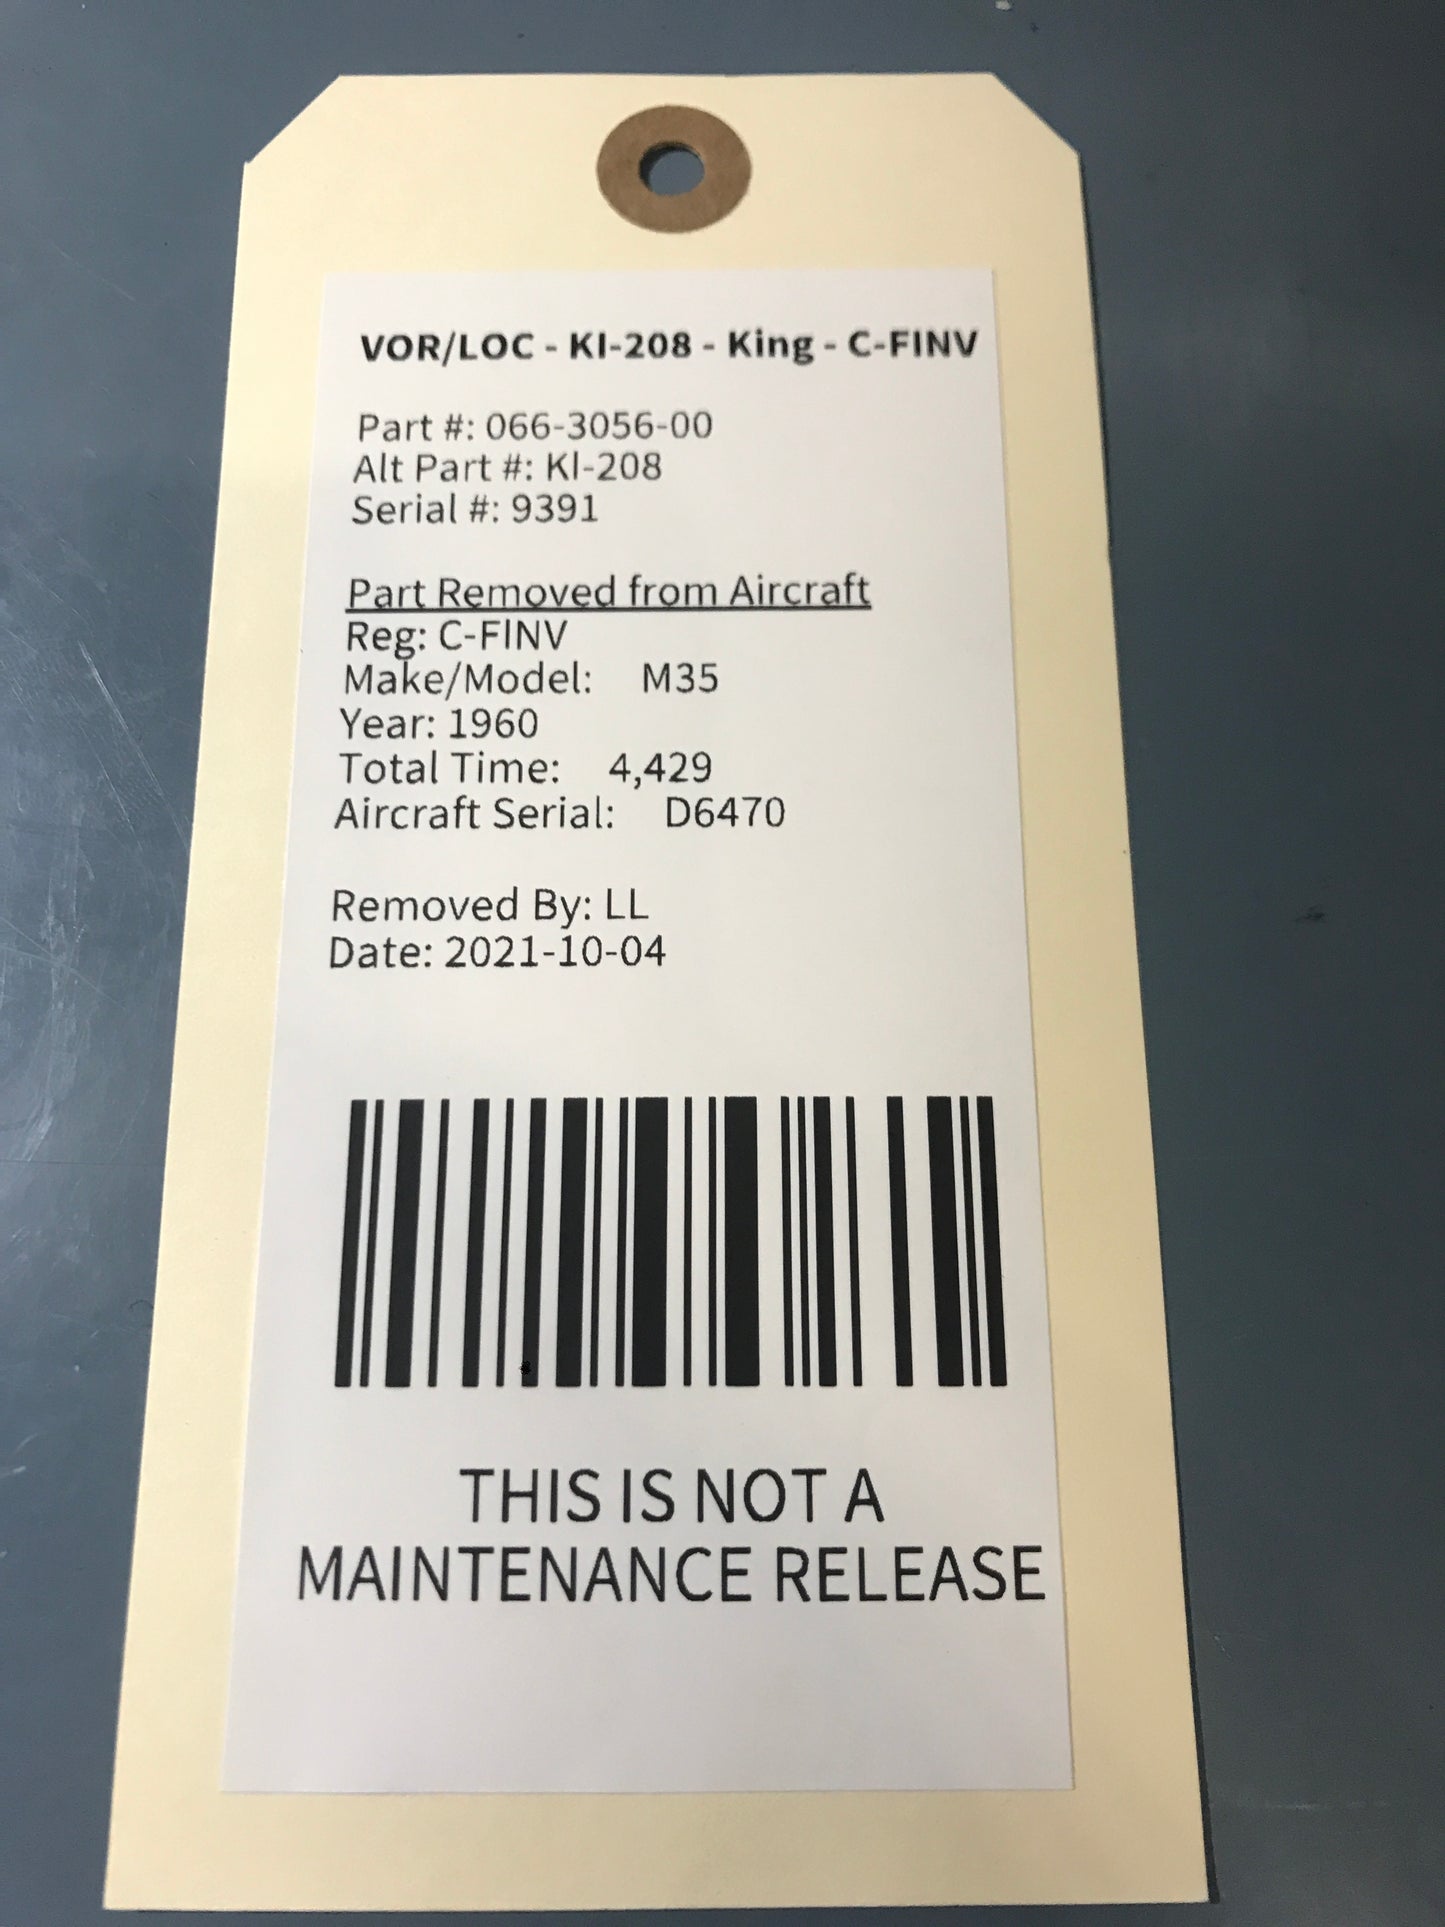 VOR/LOC - KI-208 - King - C-FINV
Part #: 066-3056-00
Alt Part #: KI-208
Serial #: 9391
Part Removed from Aircraft
Reg: C-FINV
Make/Model: M35
Year: 1960
Total Time: 4,429
Aircraft Serial: D6470
Removed By: LL
Date: 2021-10-04
THIS IS NOT A
MAINTENANCE RELEASE